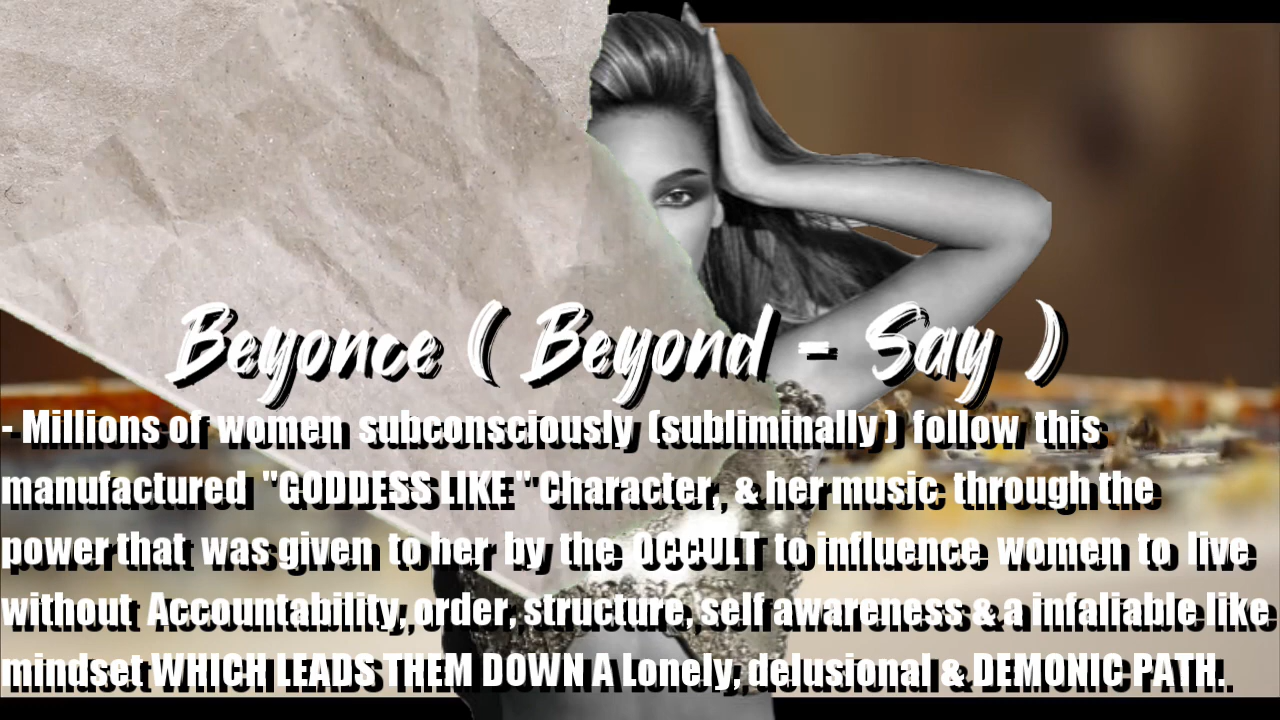 Beyonce ( Beyond - Say )
- Millions of women subconsciously (subliminally) follow this
manufactured "GODDESS LIKE" Character, & her music through the
power that was given to her by the OCCULT to influence women to live
without Accountability, order, structure, self awareness & a infaliable like
mindset WHICH LEADS THEM DOWN A Lonely, delusional & DEMONIC PATH.